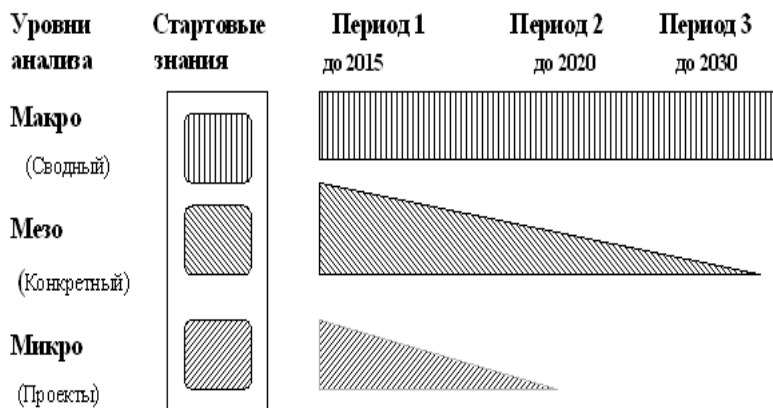 Уровни Стартовые Период 1 Период 2 Период 3
анализа знания до 2015 до 2020 до 2030
Макро
(Сводный)
Мезо
(Конкретный)
Микро
(Проекты)